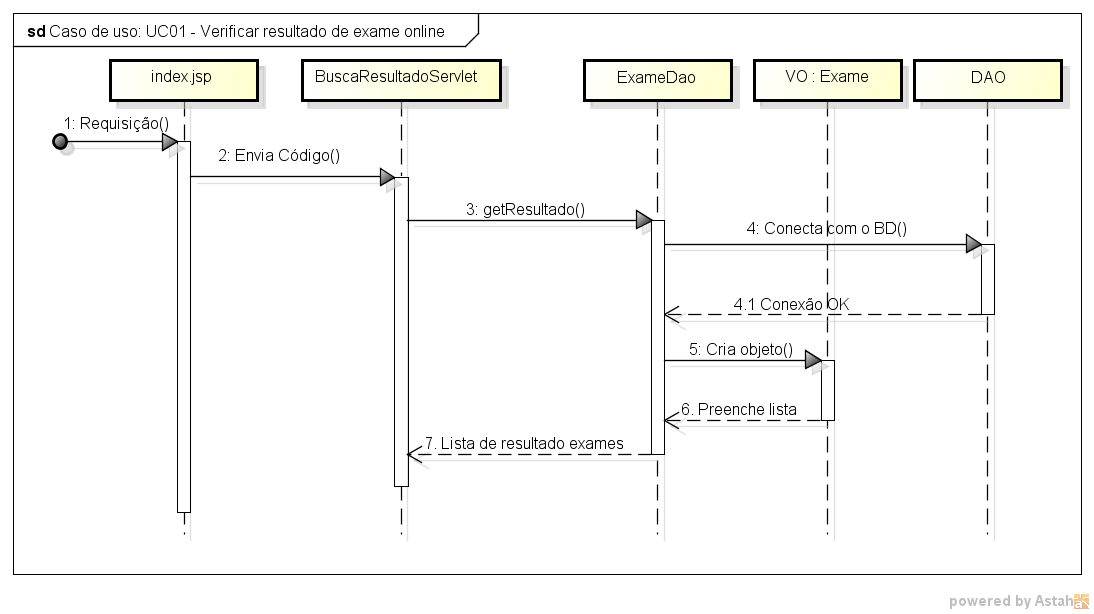 sd Caso de uso: UC01 - Verificar resultado de exame online
index.jsp
BuscaResultadoServlet
ExameDao
VO : Exame
DAO
1: Requisição()
2: Envia Código()
3: getResultado()
4: Conecta com o BD()
4.1 Conexão OK
5: Cria objeto()
6. Preenche lista
7. Lista de resultado exames
powered by Astah